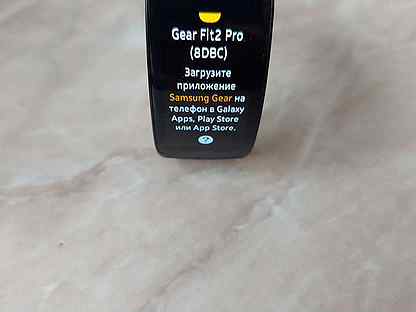 Gear Fit2 Pro
(8DBC)
Загрузите
приложение
Samsung Gear на
телефон в Galaxy
Apps, Play Store
или App Store.
?